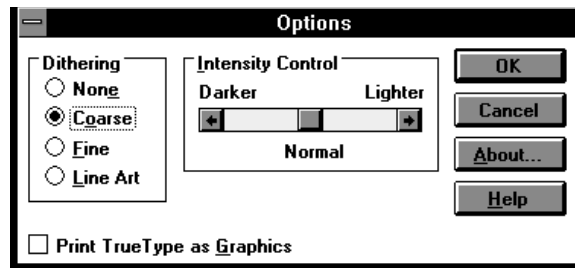 Options
Dithering
None
Coarse
Fine
Line Art
Intensity Control
Darker Lighter
Normal
OK
Cancel
About...
Help
Print TrueType as Graphics